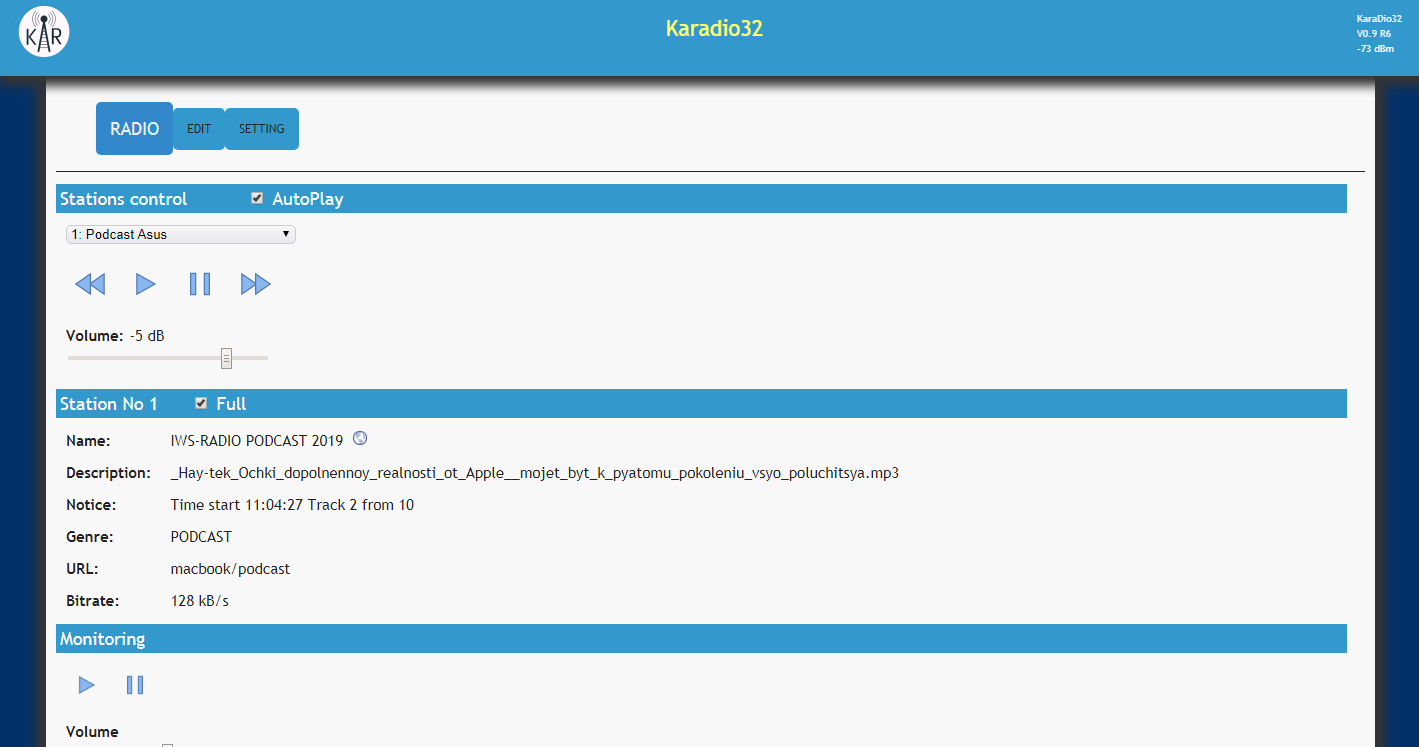 KAR
Karadio32
KaraDio32
V0.9 R6
-73 dBm
RADIO EDIT SETTING
Stations control AutoPlay
1: Podcast Asus
Volume: -5 dB
Station No 1 Full
Name: IWS-RADIO PODCAST 2019
Description: _Hay-tek_Ochki_dopolnennoy_realnosti_ot_Apple__mojet_byt_k_pyatomu_pokoleniu_vsyo_poluchitsya.mp3
Notice: Time start 11:04:27 Track 2 from 10
Genre: PODCAST
URL: macbook/podcast
Bitrate: 128 kB/s
Monitoring
Volume